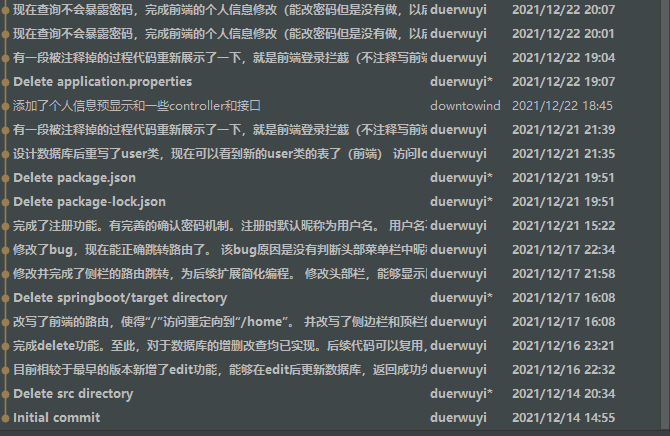 现在查询不会暴露密码，完成前端的个人信息修改（能改密码但是没有做，以后 duerwuyi 2021/12/22 20:07
现在查询不会暴露密码，完成前端的个人信息修改（能改密码但是没有做，以后 duerwuyi 2021/12/22 20:01
有一段被注释掉的过程代码重新展示了一下，就是前端登录拦截（不注释写前端 duerwuyi 2021/12/22 19:04
Delete application.properties duerwuyi* 2021/12/22 19:07
添加了个人信息预显示和一些controller和接口 downtowind 2021/12/22 18:45
有一段被注释掉的过程代码重新展示了一下，就是前端登录拦截（不注释写前端 duerwuyi 2021/12/21 21:39
设计数据库后重写了user类，现在可以看到新的user类的表了（前端） 访问lo duerwuyi 2021/12/21 21:35
Delete package.json duerwuyi* 2021/12/21 19:51
Delete package-lock.json duerwuyi* 2021/12/21 19:51
完成了注册功能。有完善的确认密码机制。注册时默认昵称为用户名。 用户名 duerwuyi 2021/12/21 15:22
修改了bug，现在能正确跳转路由了。 该bug原因是没有判断头部菜单栏中昵 duerwuyi 2021/12/17 22:34
修改并完成了侧栏的路由跳转，为后续扩展简化编程。 修改头部栏，能够显示 duerwuyi 2021/12/17 21:58
Delete springboot/target directory duerwuyi* 2021/12/17 16:08
改写了前端的路由，使得“/”访问重定向到“/home”。 并改写了侧边栏和顶栏 duerwuyi 2021/12/17 16:08
完成delete功能。至此，对于数据库的增删改查均已实现。后续代码可以复用， duerwuyi 2021/12/16 23:21
目前相较于最早的版本新增了edit功能，能够在edit后更新数据库，返回成功 duerwuyi 2021/12/16 22:32
Delete src directory duerwuyi* 2021/12/14 20:34
Initial commit duerwuyi 2021/12/14 14:55